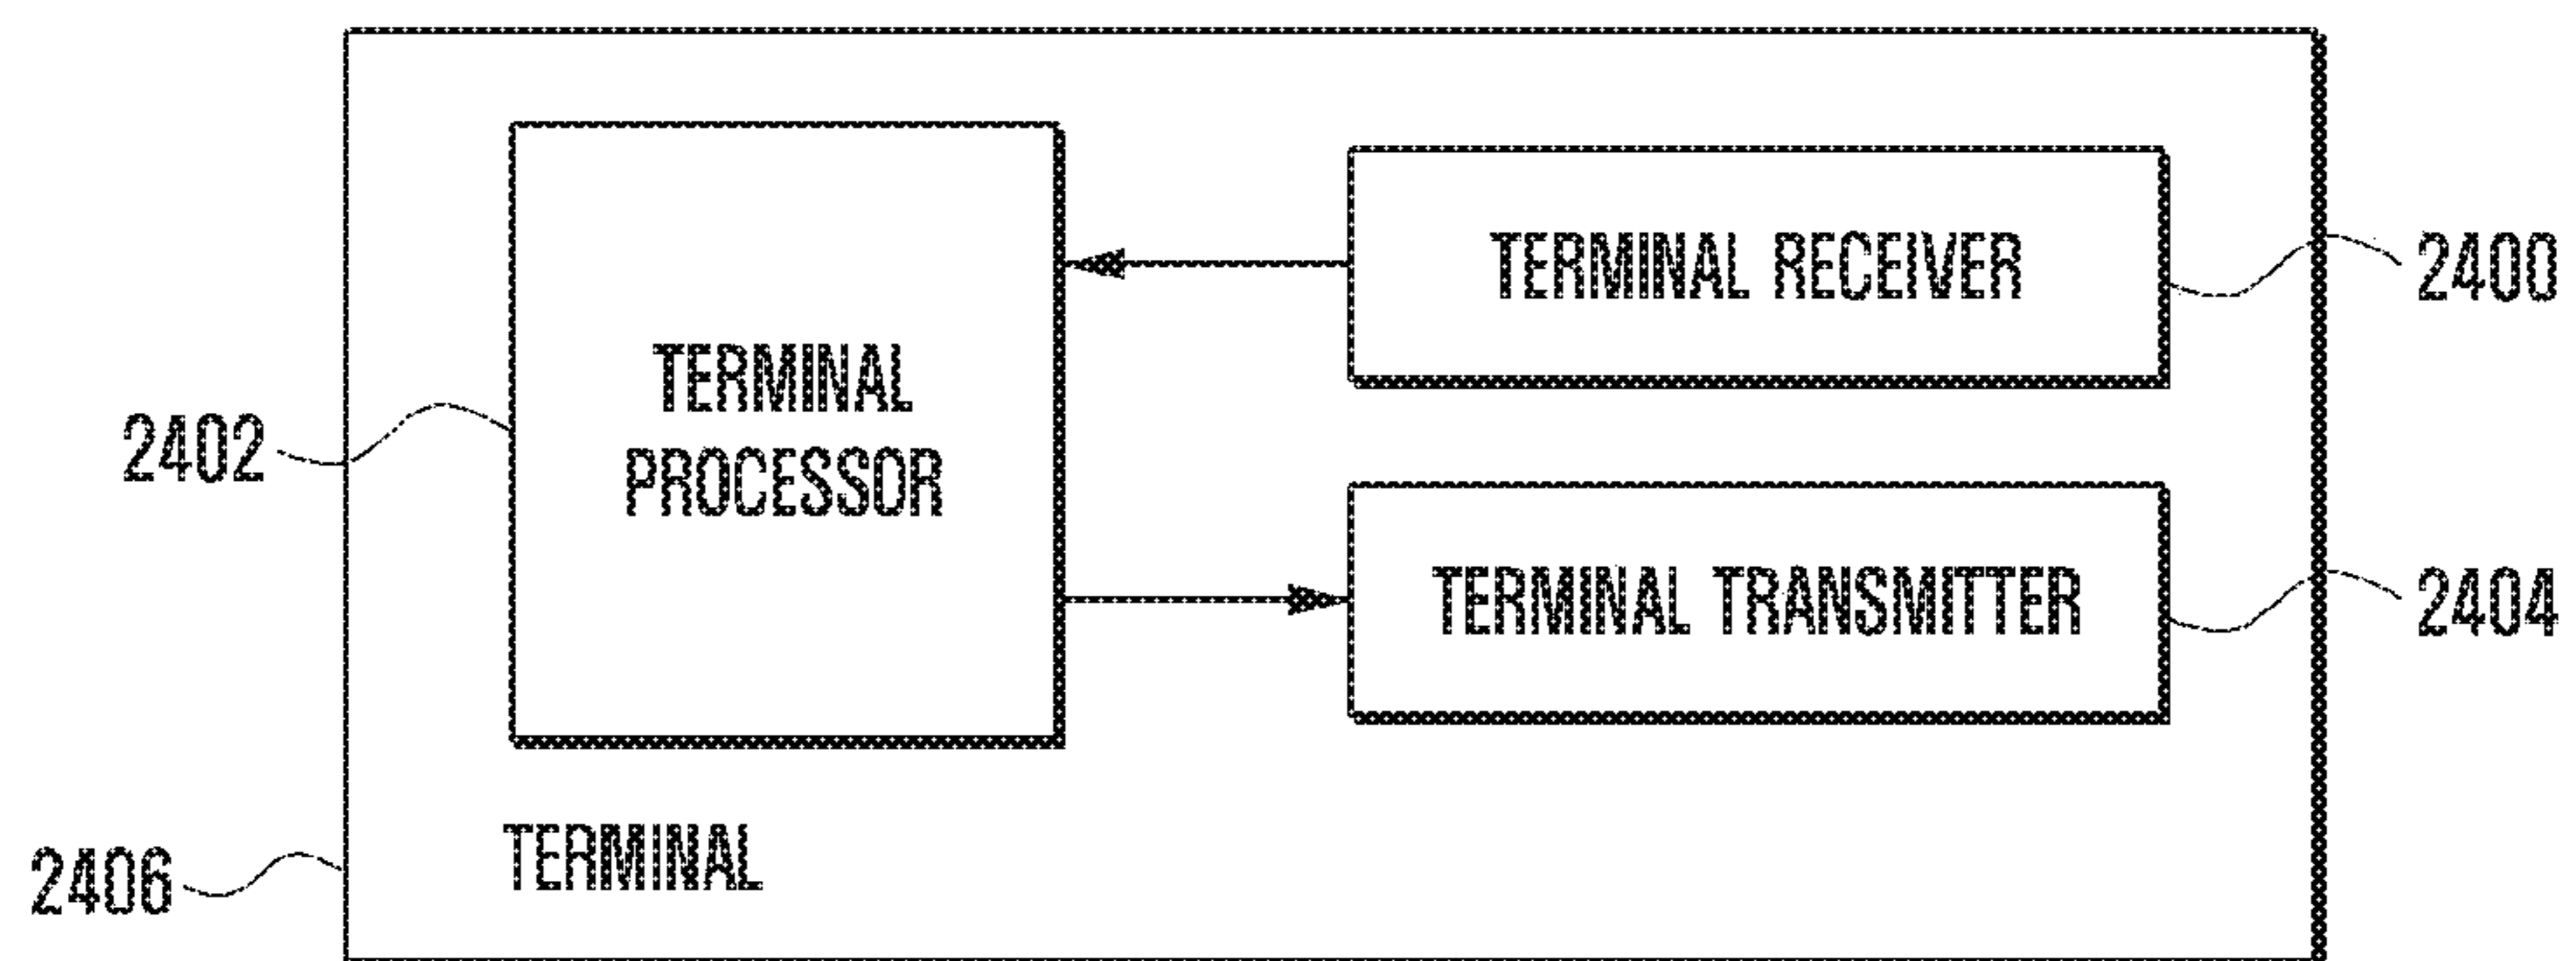 TERMINAL RECEIVER
2400
TERMINAL
PROCESSOR
2402
TERMINAL TRANSMITTER
2404
TERMINAL
2406